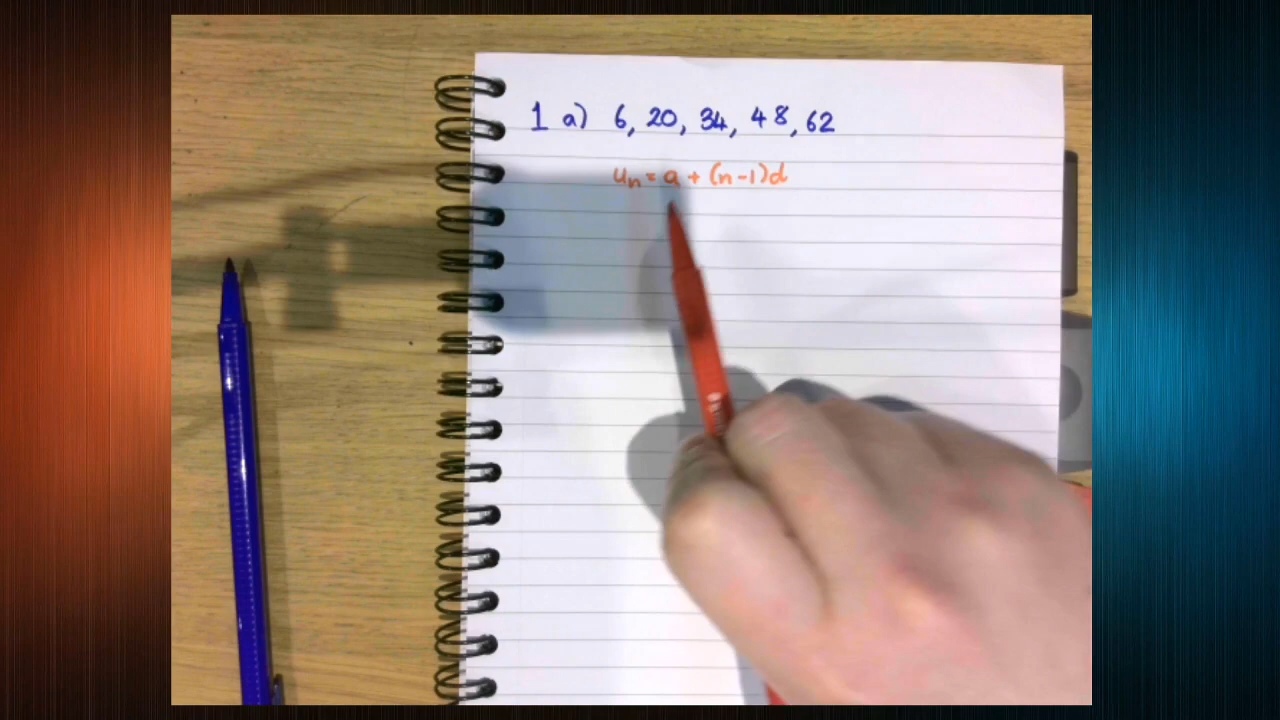 1 a) 6, 20, 34, 48, 62
uₙ = a + (n-1)d